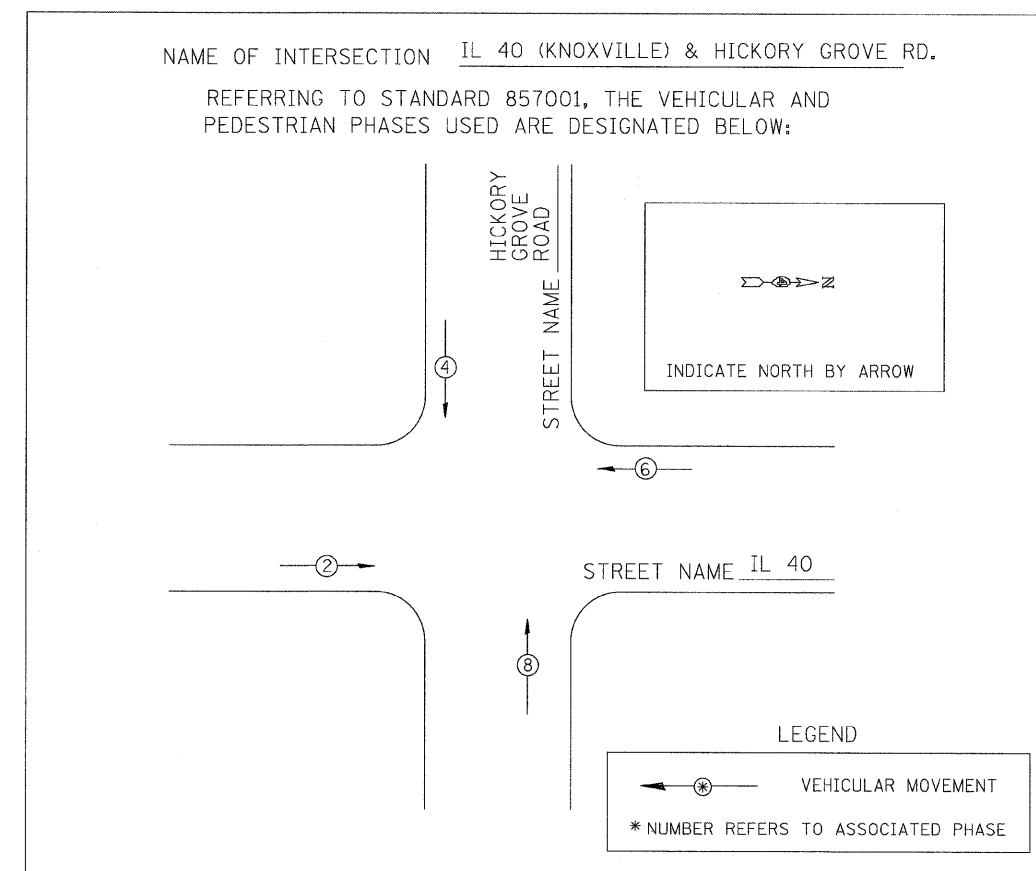 NAME OF INTERSECTION IL 40 (KNOXVILLE) & HICKORY GROVE RD.
REFERRING TO STANDARD 857001, THE VEHICULAR AND
PEDESTRIAN PHASES USED ARE DESIGNATED BELOW:
HICKORY
GROVE
ROAD
STREET NAME
N
INDICATE NORTH BY ARROW
4
6
2
STREET NAME IL 40
8
LEGEND
* VEHICULAR MOVEMENT
* NUMBER REFERS TO ASSOCIATED PHASE